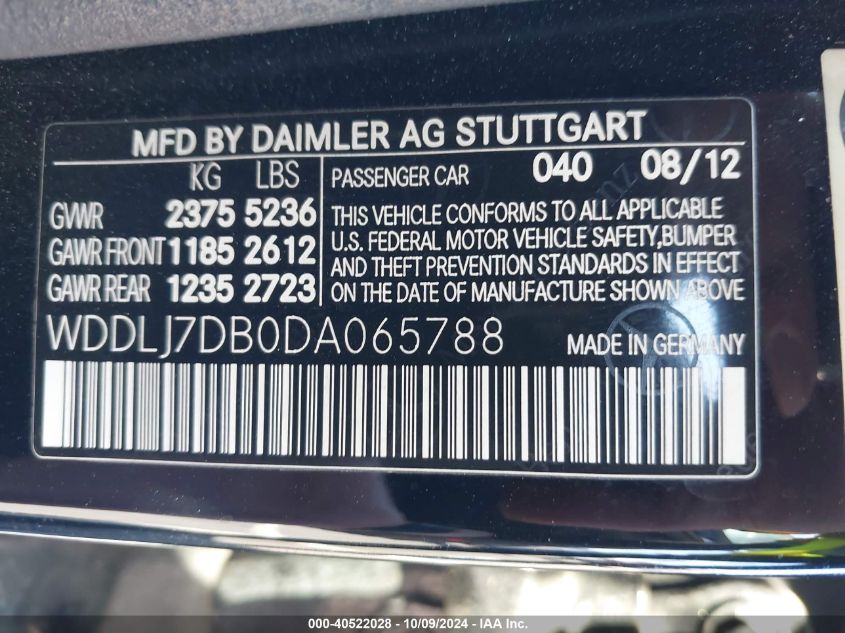 MFD BY DAIMLER AG STUTTGART
KG LBS
PASSENGER CAR 040 08/12
GVWR 2375 5236
GAWR FRONT 1185 2612
GAWR REAR 1235 2723
THIS VEHICLE CONFORMS TO ALL APPLICABLE
U.S. FEDERAL MOTOR VEHICLE SAFETY,BUMPER
AND THEFT PREVENTION STANDARDS IN EFFECT
ON THE DATE OF MANUFACTURE SHOWN ABOVE
WDDLJ7DB0DA065788
MADE IN GERMANY
000-40522028 - 10/09/2024 - IAA Inc.